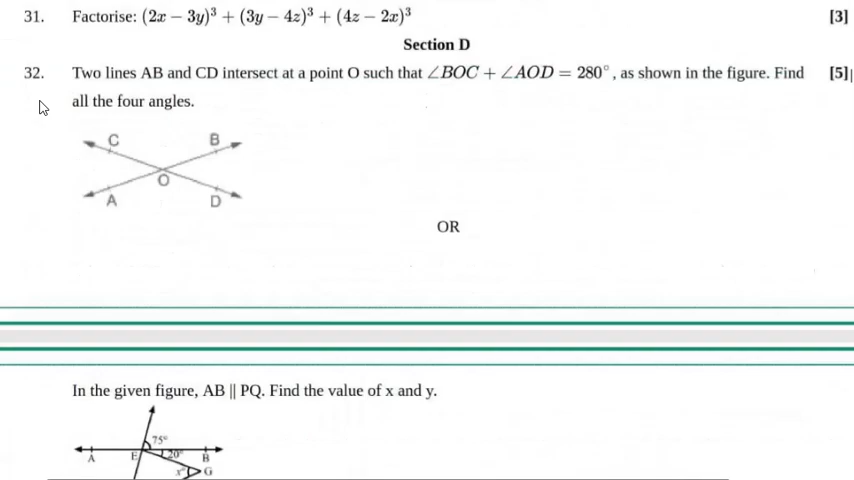 31. Factorise: (2x − 3y)³ + (3y − 4z)³ + (4z − 2x)³ [3]
Section D
32. Two lines AB and CD intersect at a point O such that ∠BOC + ∠AOD = 280°, as shown in the figure. Find [5]
all the four angles.
C B
O
A D
OR
In the given figure, AB || PQ. Find the value of x and y.
75°
A E 20° B
x° G